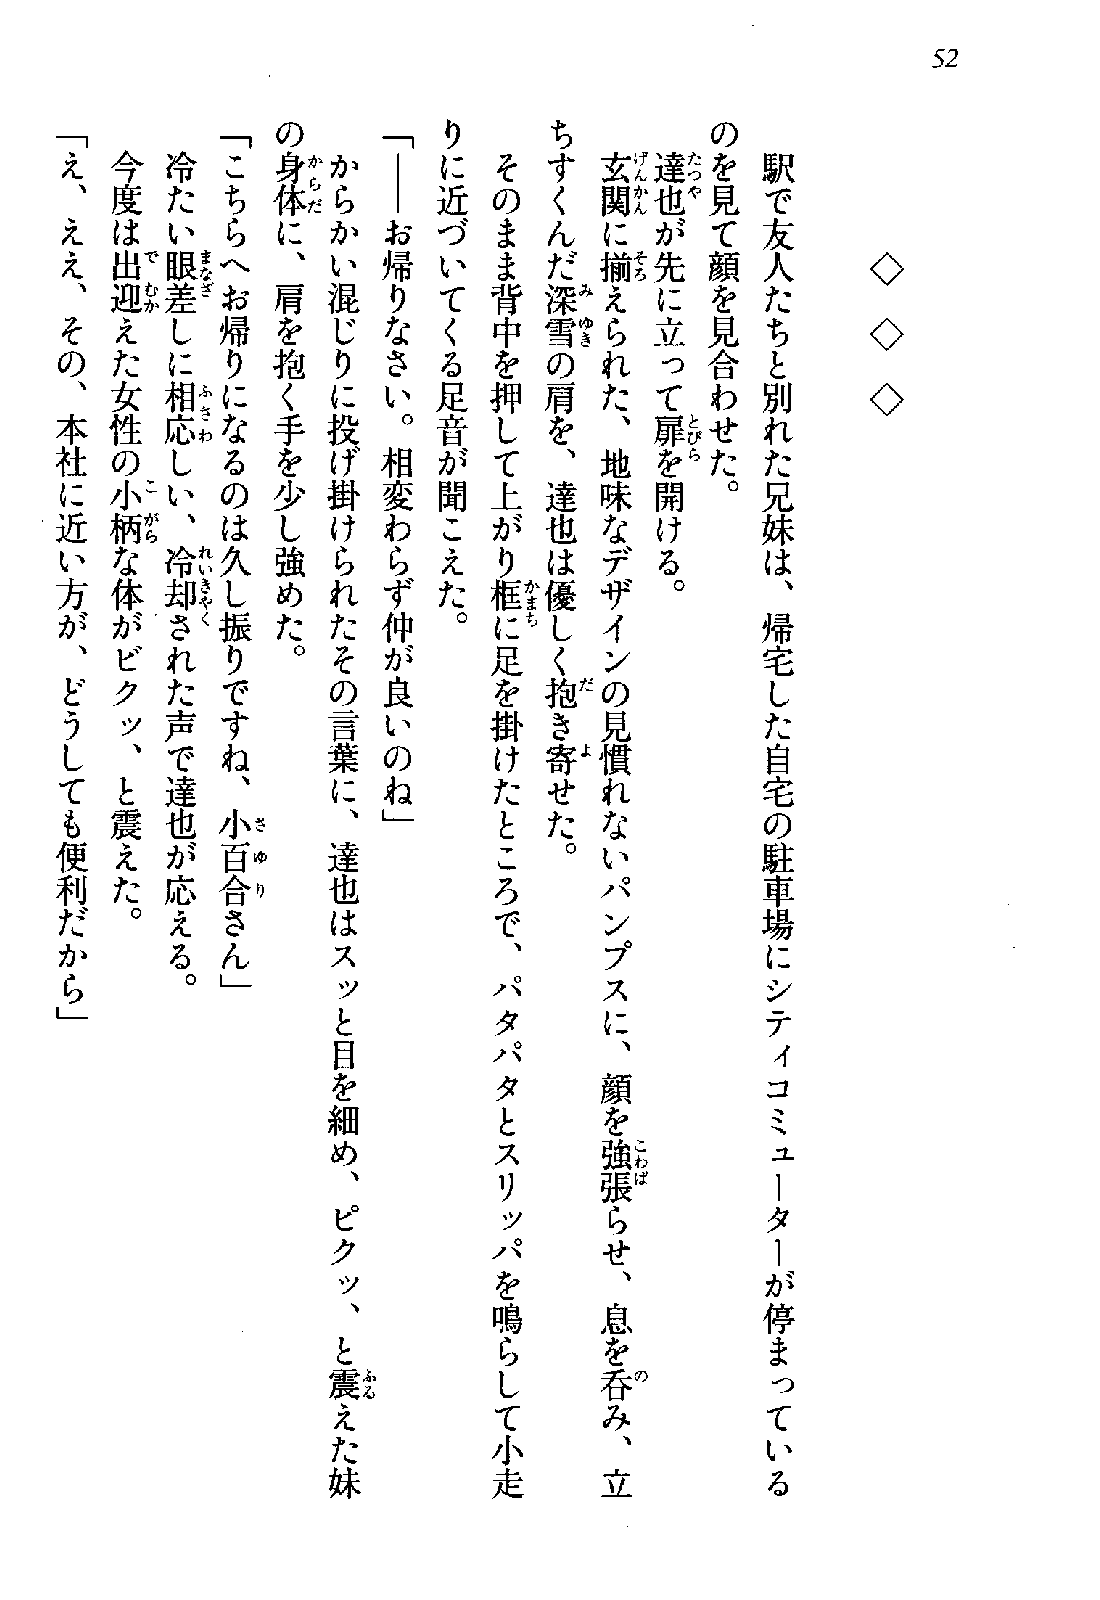 52
◇ ◇ ◇
駅で友人たちと別れた兄妹は、帰宅した自宅の駐車場にシティコミューターが停まっている
のを見て顔を見合わせた。
達也が先に立って扉を開ける。
玄関に揃えられた、地味なデザインの見慣れないパンプスに、顔を強張らせ、息を呑み、立
ちすくんだ深雪の肩を、達也は優しく抱き寄せた。
そのまま背中を押して上がり框に足を掛けたところで、パタパタとスリッパを鳴らして小走
りに近づいてくる足音が聞こえた。
「――お帰りなさい。相変わらず仲が良いのね」
からかい混じりに投げ掛けられたその言葉に、達也はスッと目を細め、ピクッ、と震えた妹
の身体に、肩を抱く手を少し強めた。
「こちらへお帰りになるのは久し振りですね、小百合さん」
冷たい眼差しに相応しい、冷却された声で達也が応える。
今度は出迎えた女性の小柄な体がビクッ、と震えた。
「え、ええ、その、本社に近い方が、どうしても便利だから」